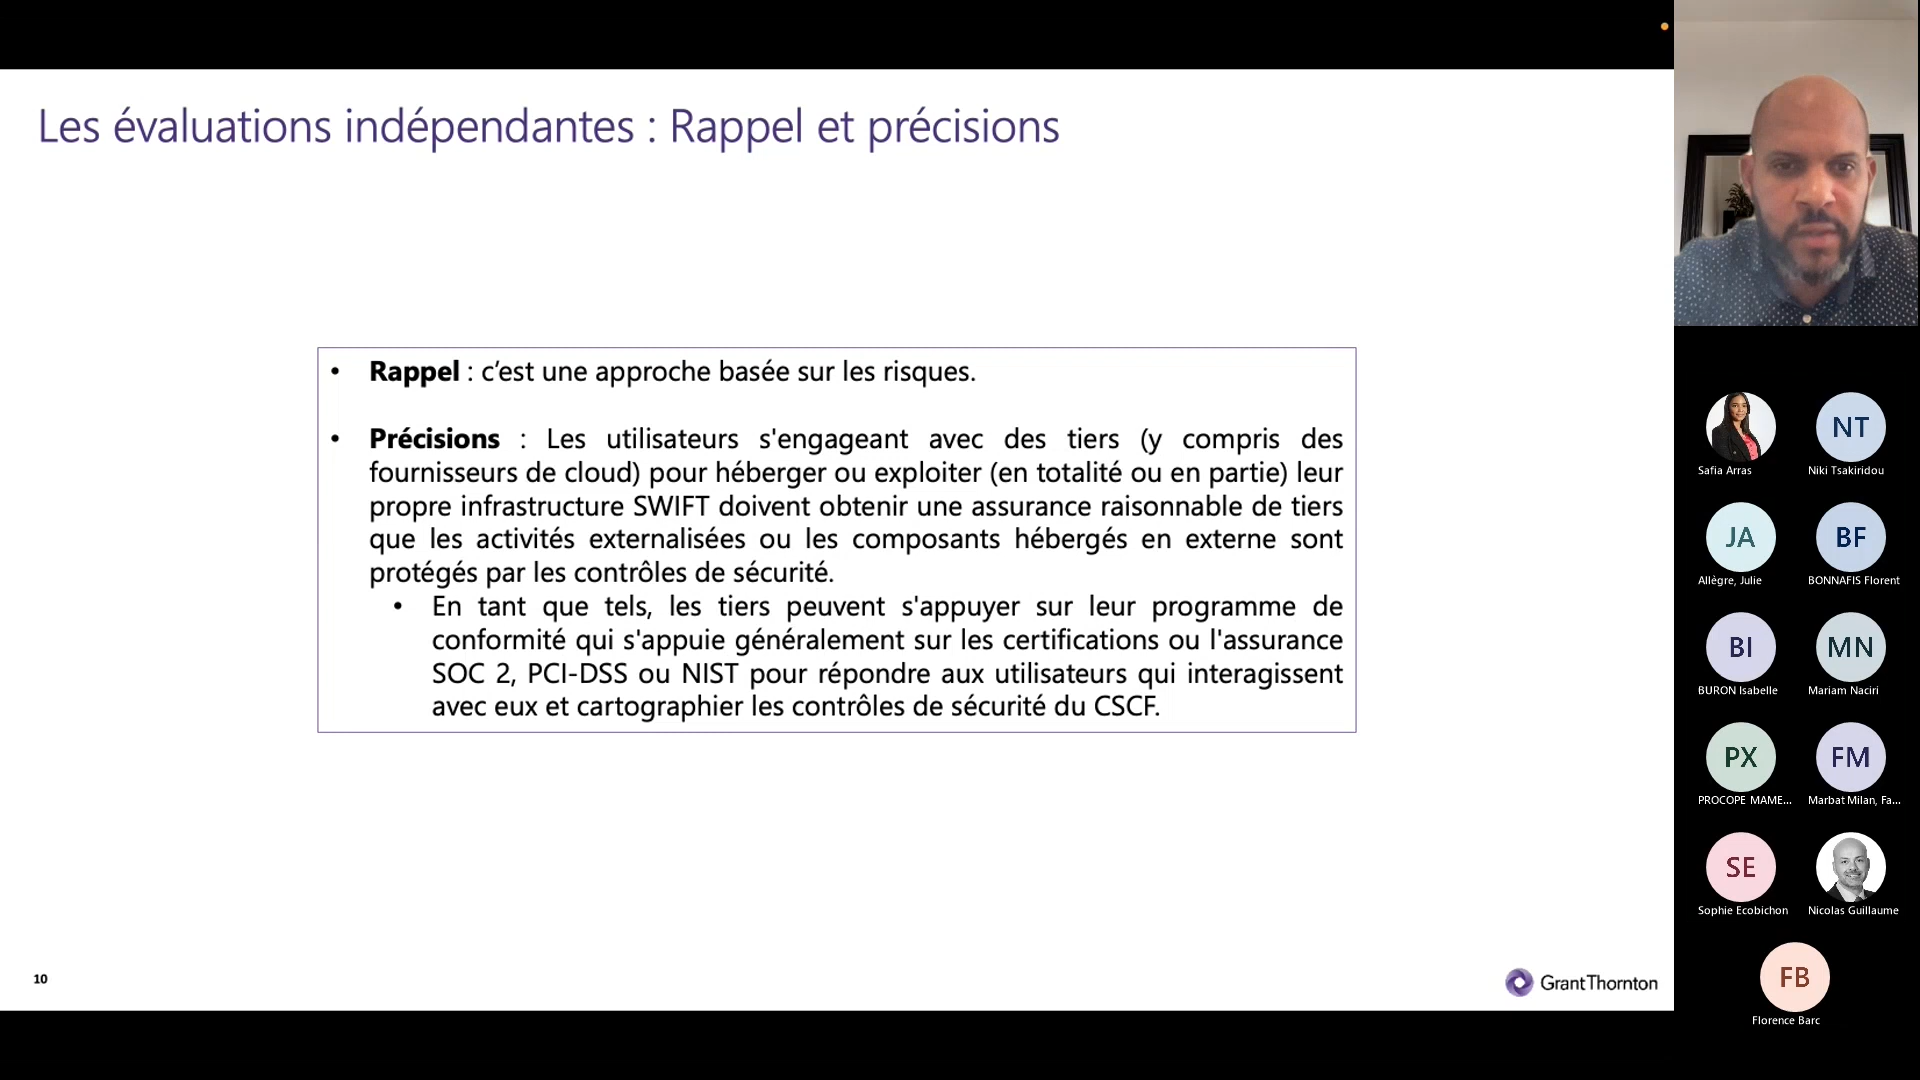 Les évaluations indépendantes : Rappel et précisions
• Rappel : c’est une approche basée sur les risques.
• Précisions : Les utilisateurs s'engageant avec des tiers (y compris des
fournisseurs de cloud) pour héberger ou exploiter (en totalité ou en partie) leur
propre infrastructure SWIFT doivent obtenir une assurance raisonnable de tiers
que les activités externalisées ou les composants hébergés en externe sont
protégés par les contrôles de sécurité.
• En tant que tels, les tiers peuvent s'appuyer sur leur programme de
conformité qui s'appuie généralement sur les certifications ou l'assurance
SOC 2, PCI-DSS ou NIST pour répondre aux utilisateurs qui interagissent
avec eux et cartographier les contrôles de sécurité du CSCF.
10
Grant Thornton
Safia Arras
NT
Niki Tsakiridou
JA
Allègre, Julie
BF
BONNAFIS Florent
BI
BURON Isabelle
MN
Mariam Naciri
PX
PROCOPE MAME...
FM
Marbat Milan, Fa...
SE
Sophie Ecobichon
Nicolas Guillaume
FB
Florence Barc